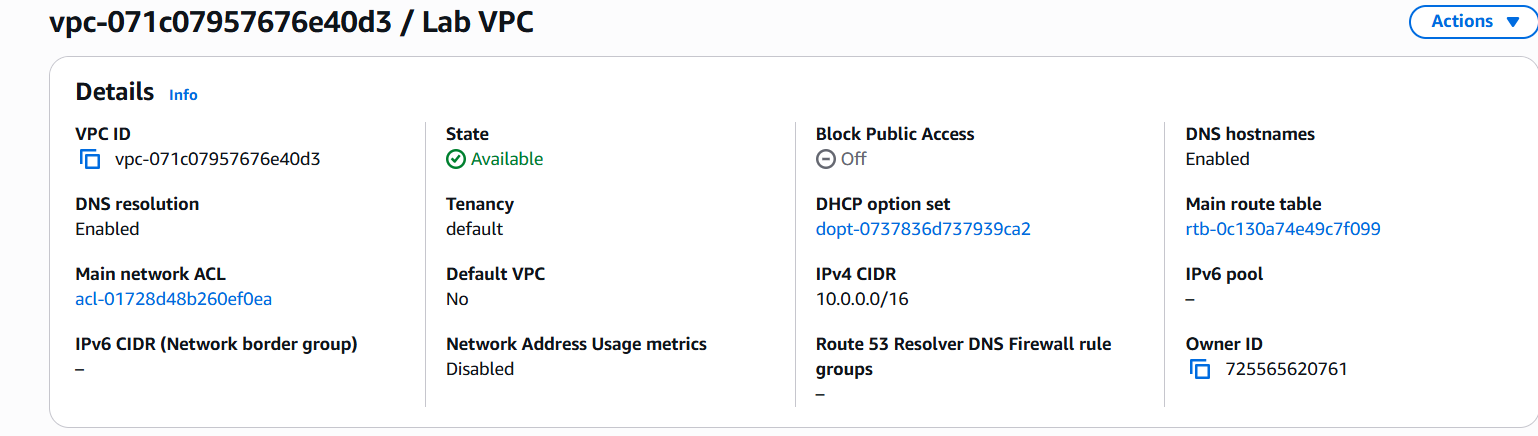 vpc-071c07957676e40d3 / Lab VPC
Actions
Details Info
VPC ID
vpc-071c07957676e40d3
State
Available
Block Public Access
Off
DNS hostnames
Enabled
DNS resolution
Enabled
Tenancy
default
DHCP option set
dopt-0737836d737939ca2
Main route table
rtb-0c130a74e49c7f099
Main network ACL
acl-01728d48b260ef0ea
Default VPC
No
IPv4 CIDR
10.0.0.0/16
IPv6 pool
–
IPv6 CIDR (Network border group)
–
Network Address Usage metrics
Disabled
Route 53 Resolver DNS Firewall rule
groups
–
Owner ID
725565620761